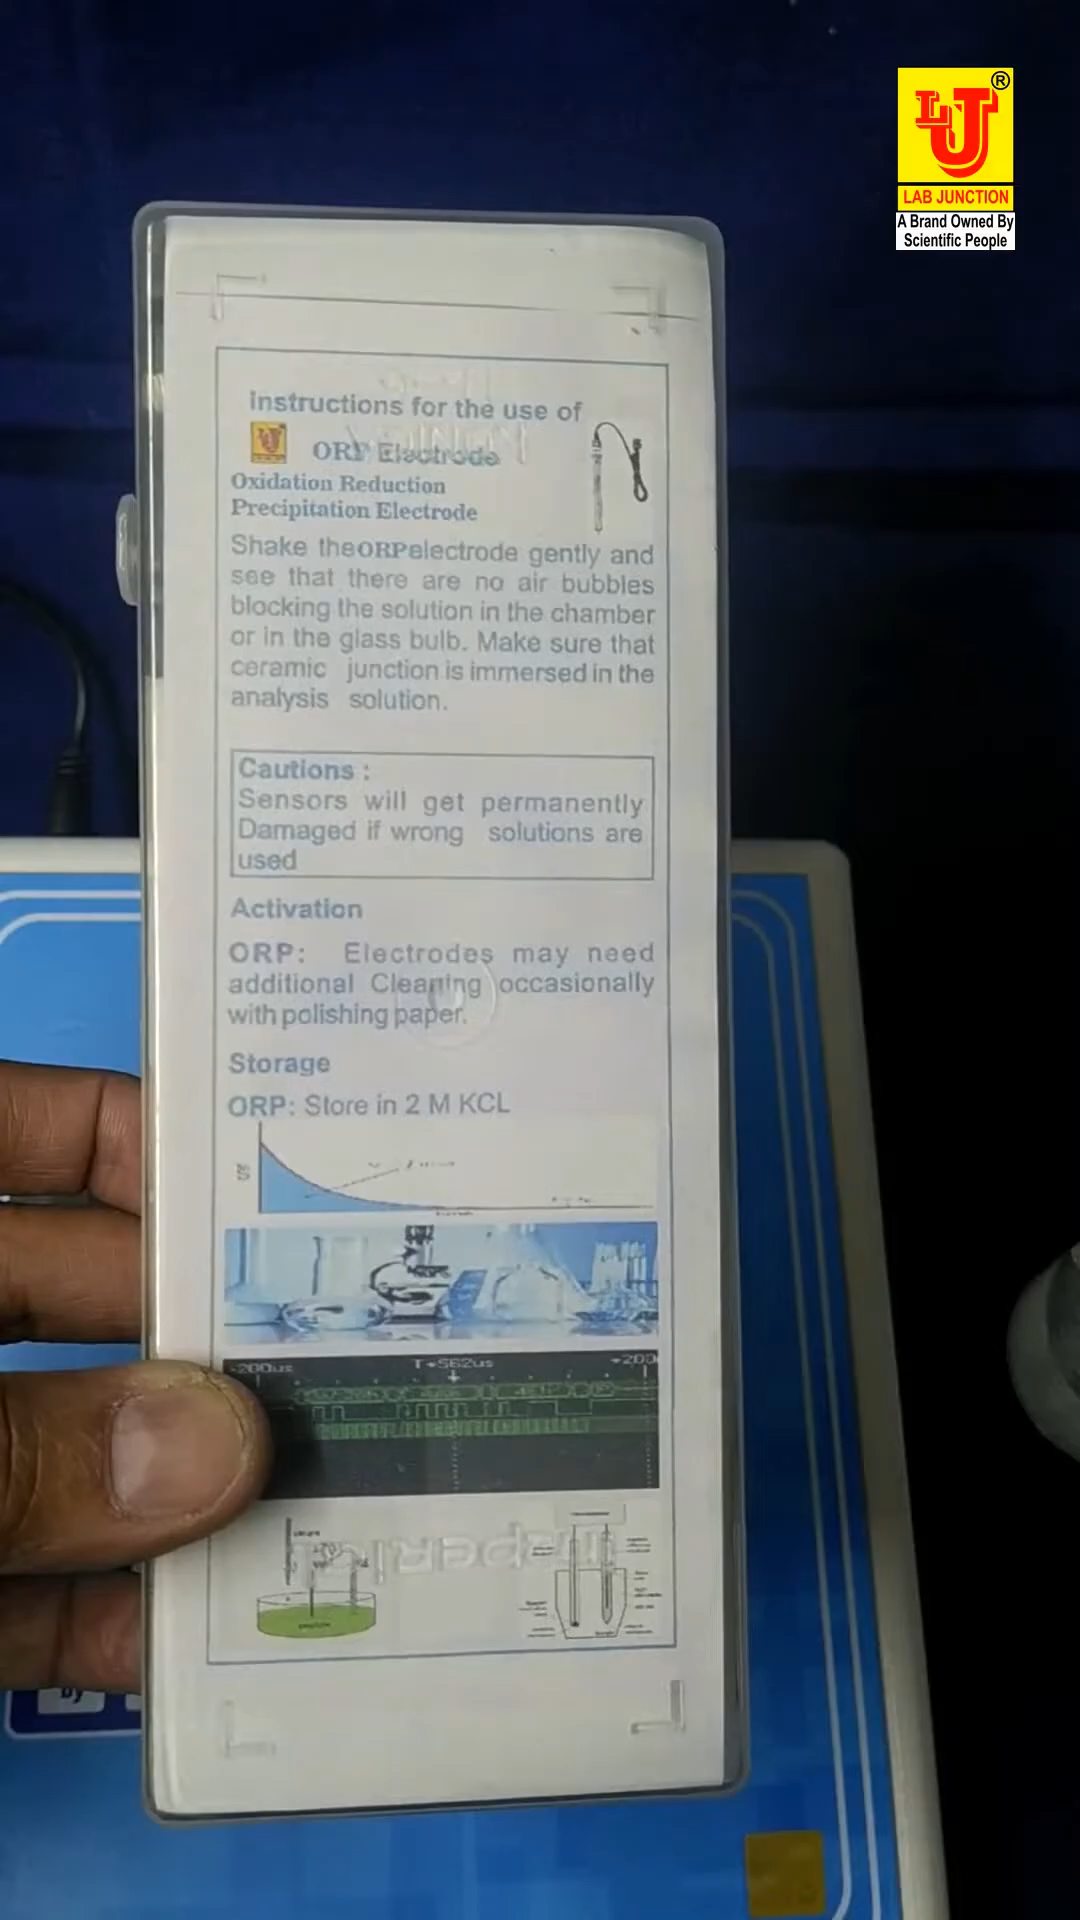 LJ
®
LAB JUNCTION
A Brand Owned By
Scientific People
Instructions for the use of
ORP Electrode
Oxidation Reduction
Precipitation Electrode
Shake the ORP electrode gently and
see that there are no air bubbles
blocking the solution in the chamber
or in the glass bulb. Make sure that
ceramic junction is immersed in the
analysis solution.
Cautions :
Sensors will get permanently
Damaged if wrong solutions are
used
Activation
ORP: Electrodes may need
additional Cleaning occasionally
with polishing paper.
Storage
ORP: Store in 2 M KCL
-200us
T+562us
+200
by